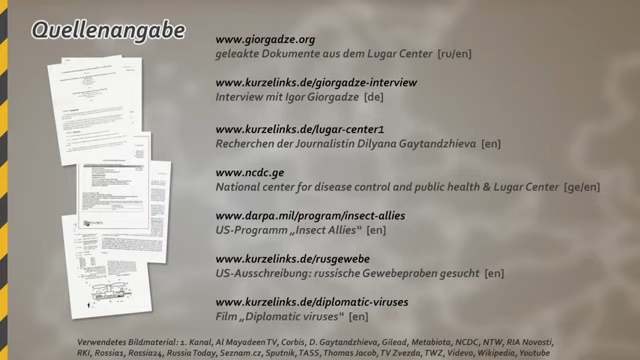 Quellenangabe
www.giorgadze.org
geleakte Dokumente aus dem Lugar Center [ru/en]
www.kurzelinks.de/giorgadze-interview
Interview mit Igor Giorgadze [de]
www.kurzelinks.de/lugar-center1
Recherchen der Journalistin Dilyana Gaytandzhieva [en]
www.ncdc.ge
National center for disease control and public health & Lugar Center [ge/en]
www.darpa.mil/program/insect-allies
US-Programm „Insect Allies“ [en]
www.kurzelinks.de/rusgewebe
US-Ausschreibung: russische Gewebeproben gesucht [en]
www.kurzelinks.de/diplomatic-viruses
Film „Diplomatic viruses“ [en]
Verwendetes Bildmaterial: 1. Kanal, Al Mayadeen TV, Corbis, D. Gaytandzhieva, Gilead, Metabiota, NCDC, NTW, RIA Novosti,
RKI, Rossia1, Rossia24, Russia Today, Seznam.cz, Sputnik, TASS, Thomas Jacob, TV Zvezda, TWZ, Videvo, Wikipedia, Youtube